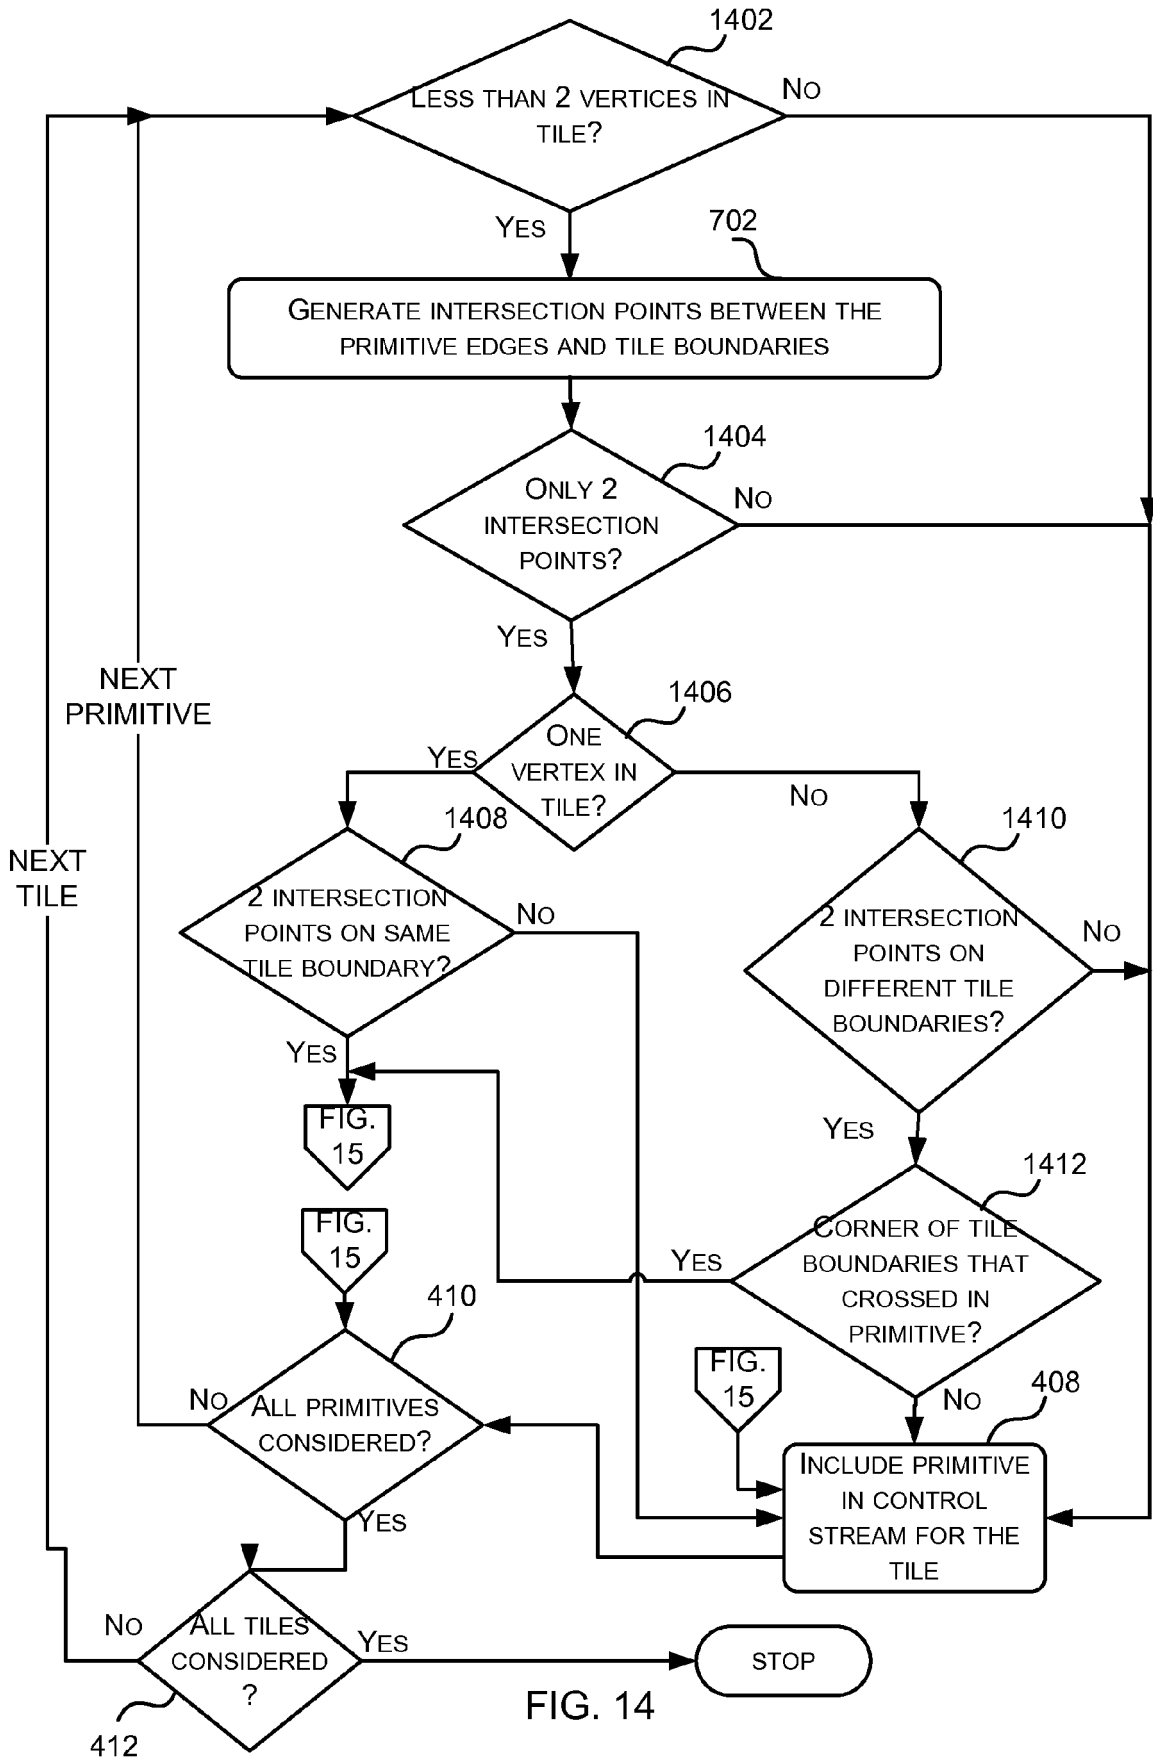 1402
LESS THAN 2 VERTICES IN
TILE?
NO
YES
702
GENERATE INTERSECTION POINTS BETWEEN THE
PRIMITIVE EDGES AND TILE BOUNDARIES
1404
ONLY 2
INTERSECTION
POINTS?
NO
YES
NEXT
PRIMITIVE
1406
ONE
VERTEX IN
TILE?
YES
NO
NEXT
TILE
1408
2 INTERSECTION
POINTS ON SAME
TILE BOUNDARY?
NO
YES
1410
2 INTERSECTION
POINTS ON
DIFFERENT TILE
BOUNDARIES?
NO
YES
FIG.
15
1412
CORNER OF TILE
BOUNDARIES THAT
CROSSED IN
PRIMITIVE?
YES
NO
FIG.
15
410
ALL PRIMITIVES
CONSIDERED?
NO
YES
FIG.
15
408
INCLUDE PRIMITIVE
IN CONTROL
STREAM FOR THE
TILE
ALL TILES
CONSIDERED
?
NO
YES
412
STOP
FIG. 14